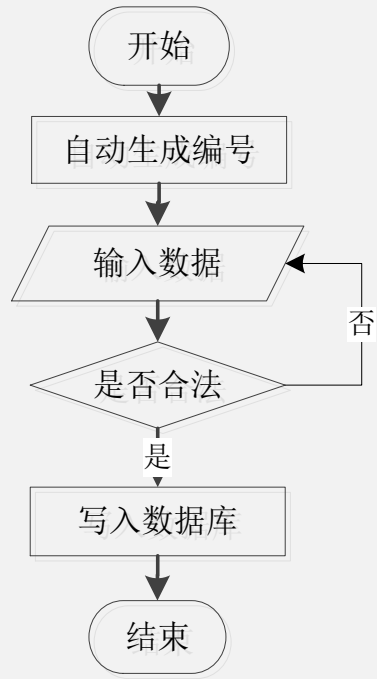 开始
自动生成编号
输入数据
否
是否合法
是
写入数据库
结束